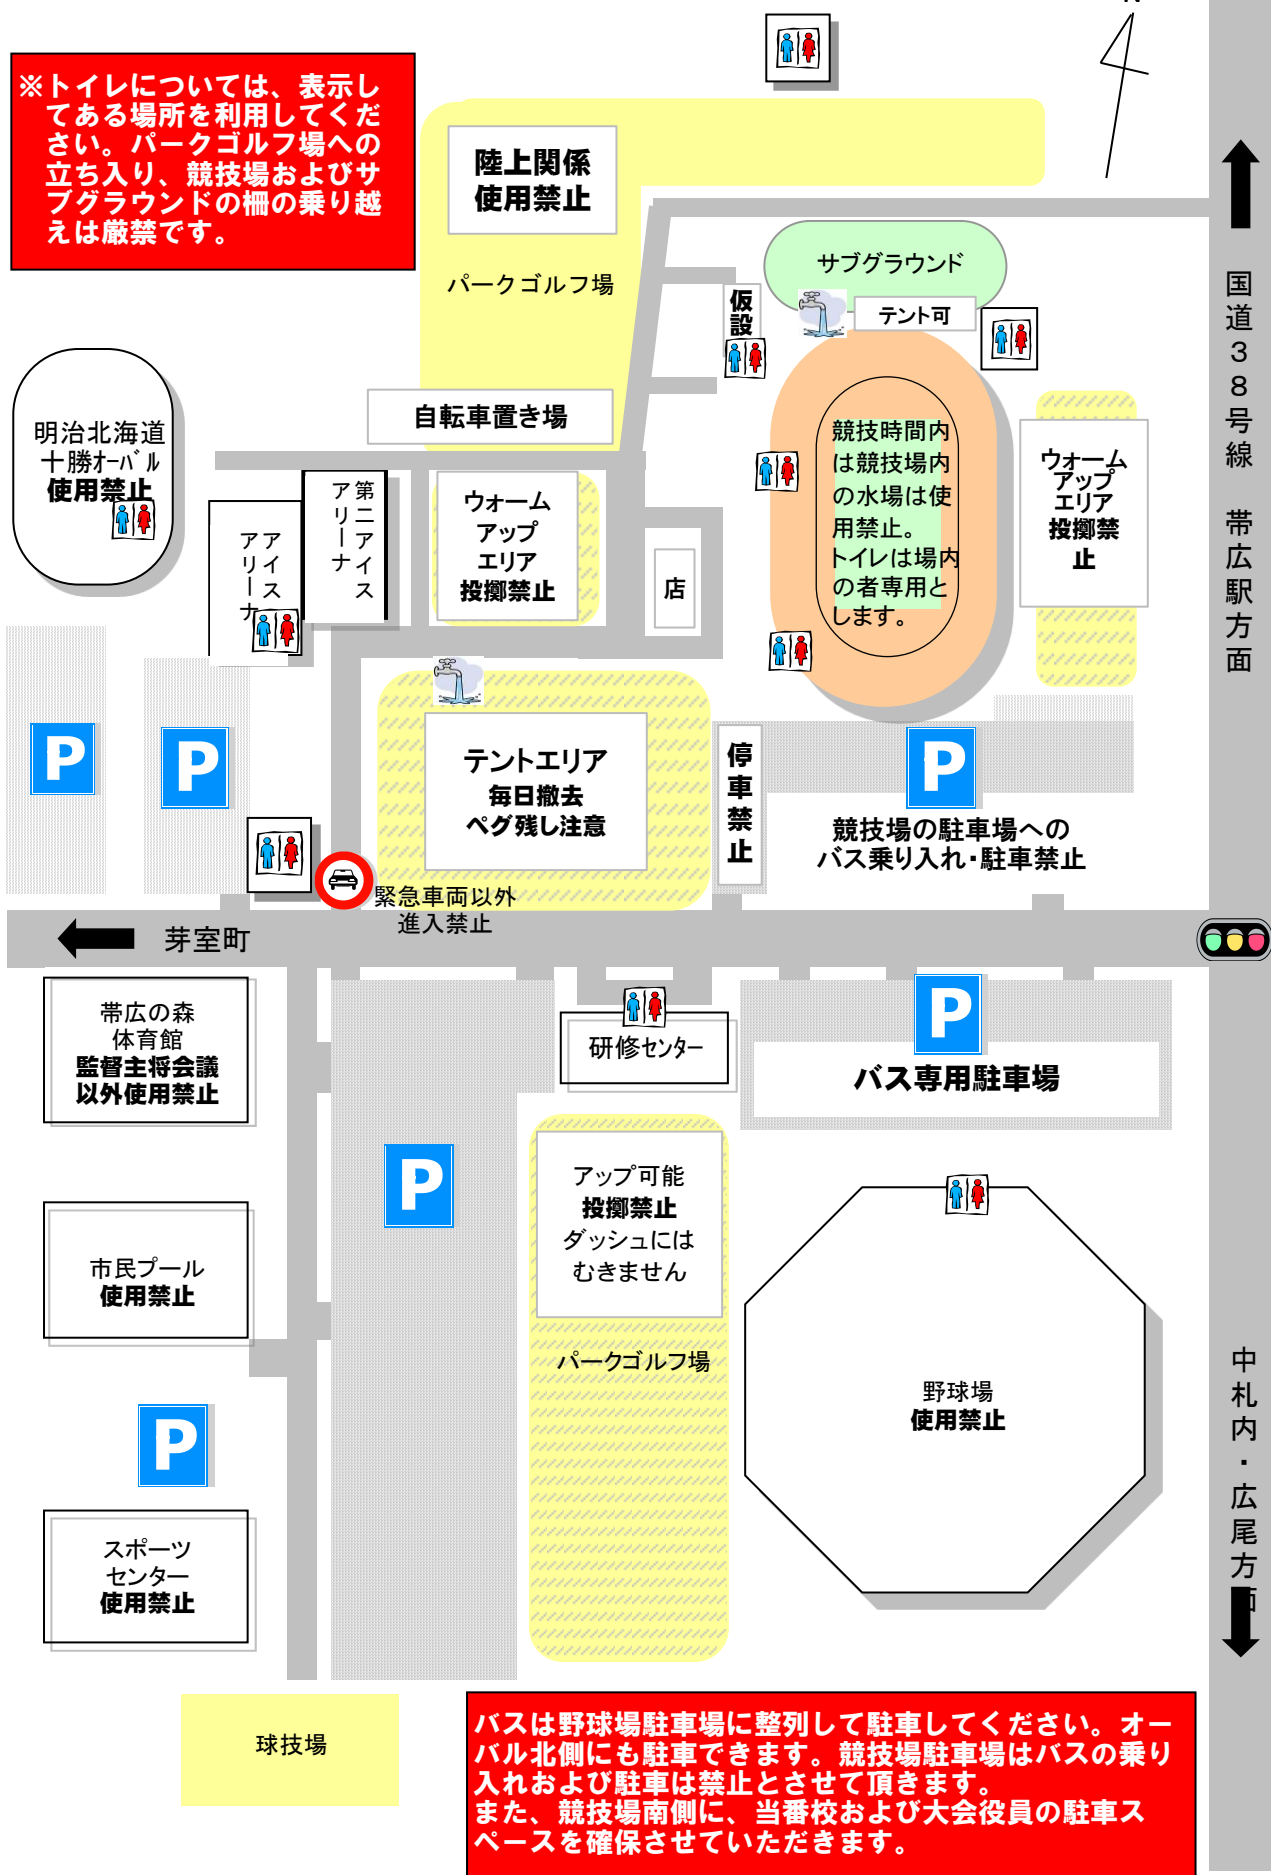 N
※トイレについては、表示し
てある場所を利用してくだ
さい。パークゴルフ場への
立ち入り、競技場およびサ
ブグラウンドの柵の乗り越
えは厳禁です。
陸上関係
使用禁止
パークゴルフ場
サブグラウンド
仮設
テント可
国道38号線　帯広駅方面
自転車置き場
明治北海道
十勝オーバル
使用禁止
第二アイス
アリーナ
アイス
アリーナ
ウォーム
アップ
エリア
投擲禁止
店
競技時間内
は競技場内
の水場は使
用禁止。
トイレは場内
の者専用と
します。
ウォーム
アップ
エリア
投擲禁
止
P
P
テントエリア
毎日撤去
ペグ残し注意
停車禁止
P
競技場の駐車場への
バス乗り入れ・駐車禁止
緊急車両以外
進入禁止
芽室町
帯広の森
体育館
監督主将会議
以外使用禁止
研修センター
P
バス専用駐車場
P
アップ可能
投擲禁止
ダッシュには
むきません
パークゴルフ場
市民プール
使用禁止
野球場
使用禁止
中札内・広尾方面
P
スポーツ
センター
使用禁止
球技場
バスは野球場駐車場に整列して駐車してください。オー
バル北側にも駐車できます。競技場駐車場はバスの乗り
入れおよび駐車は禁止とさせて頂きます。
また、競技場南側に、当番校および大会役員の駐車ス
ペースを確保させていただきます。